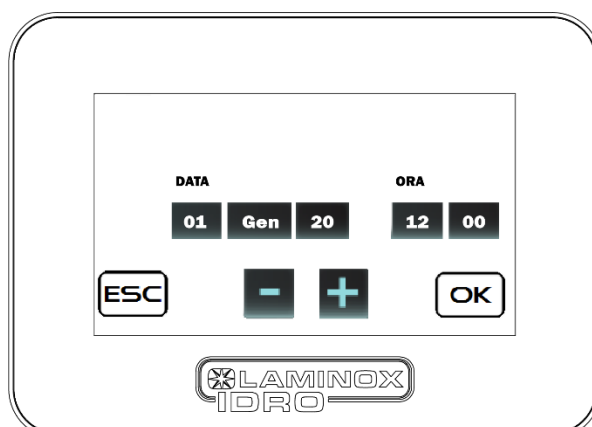 DATA ORA
01 Gen 20 12 00
ESC - + OK
LAMINOX
IDRO